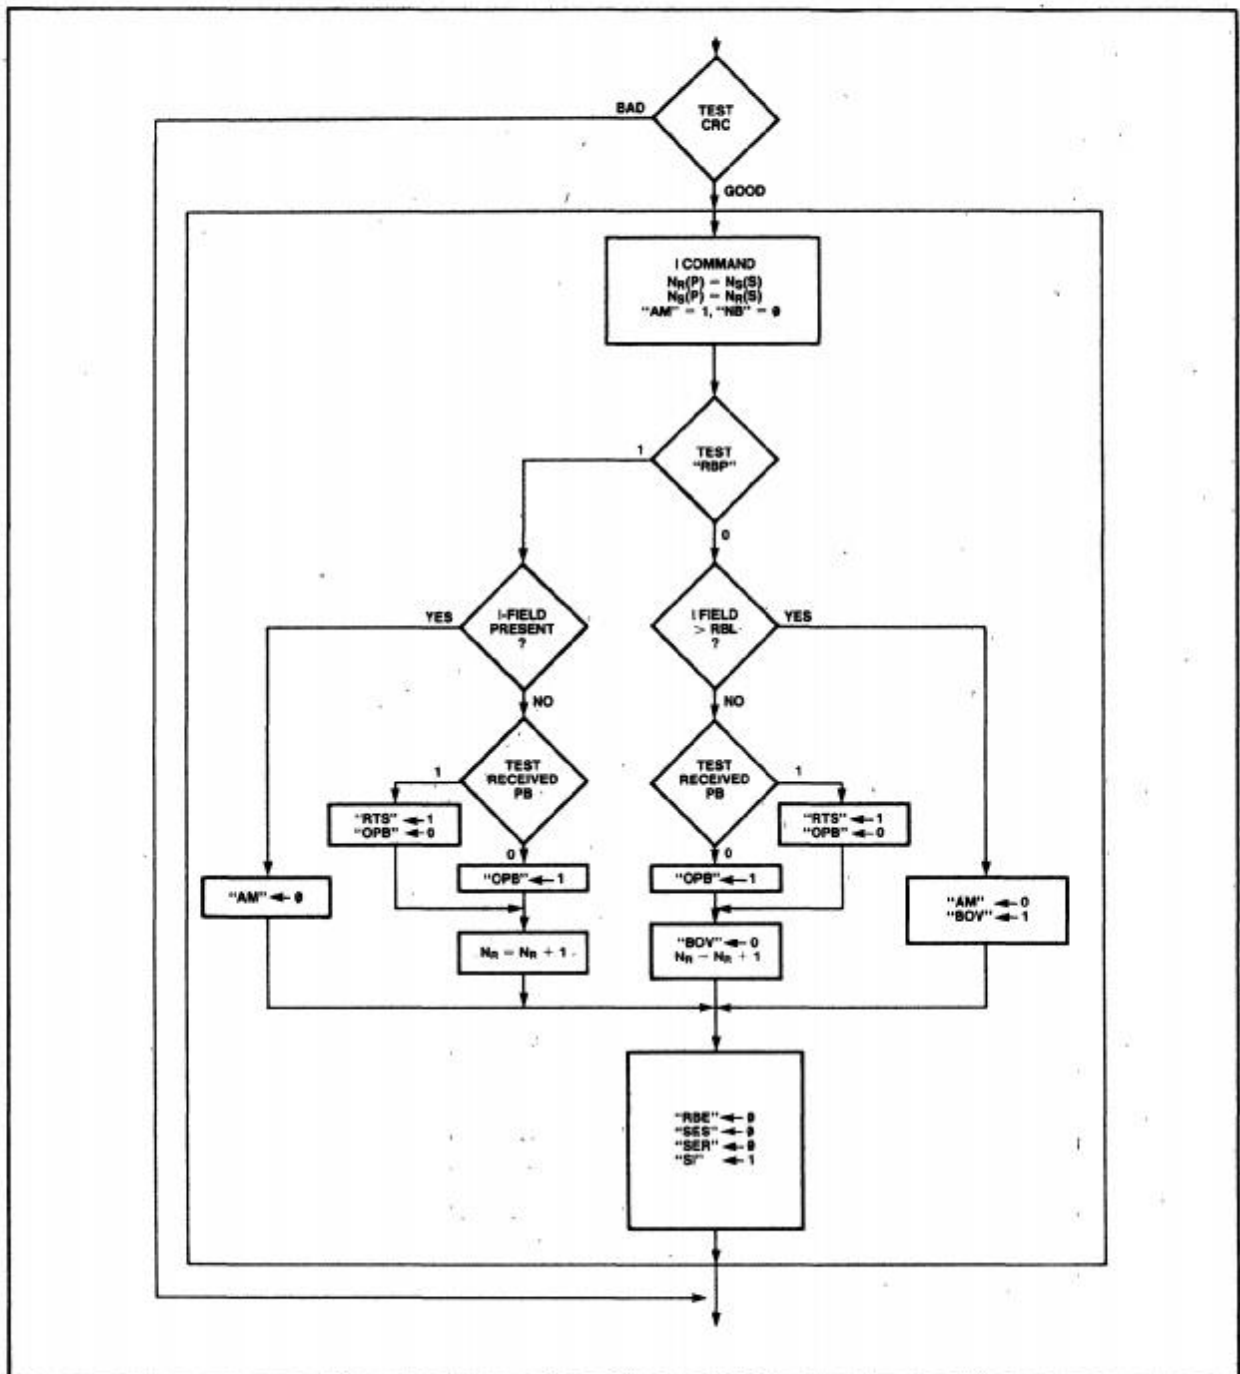 BAD
TEST
CRC
GOOD
I COMMAND
NR(P) = NS(S)
NS(P) = NR(S)
"AM" = 1, "NB" = 0
1
TEST
"RBP"
0
YES
I-FIELD
PRESENT
?
NO
I FIELD
> RBL
?
YES
NO
1
TEST
RECEIVED
PB
0
TEST
RECEIVED
PB
1
0
"RTS" ← 1
"OPB" ← 0
"RTS" ← 1
"OPB" ← 0
"AM" ← 0
"OPB" ← 1
"OPB" ← 1
"AM" ← 0
"BOV" ← 1
NR = NR + 1
"BOV" ← 0
NR – NR + 1
"RBE" ← 0
"SES" ← 0
"SER" ← 0
"SI" ← 1